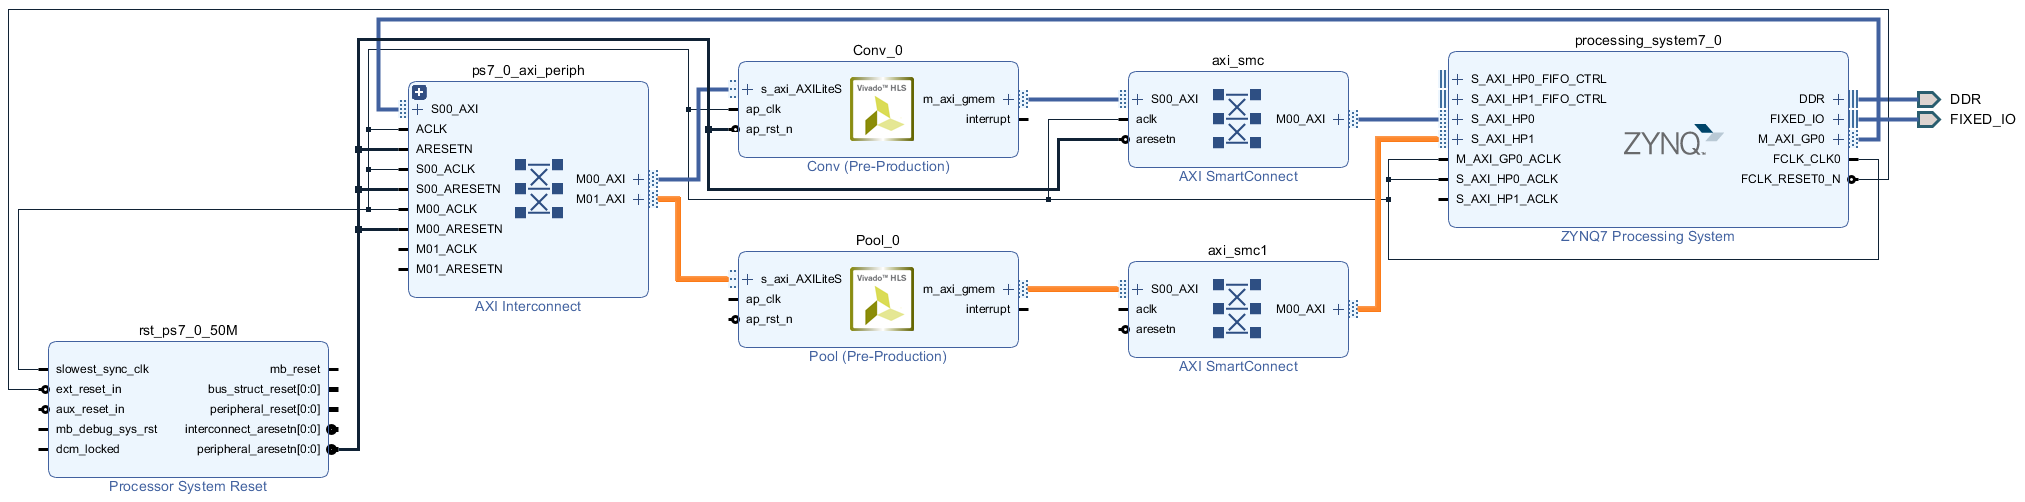 ps7_0_axi_periph
S00_AXI
ACLK
ARESETN
S00_ACLK
S00_ARESETN
M00_ACLK
M00_ARESETN
M01_ACLK
M01_ARESETN
M00_AXI
M01_AXI
AXI Interconnect
rst_ps7_0_50M
slowest_sync_clk
ext_reset_in
aux_reset_in
mb_debug_sys_rst
dcm_locked
mb_reset
bus_struct_reset[0:0]
peripheral_reset[0:0]
interconnect_aresetn[0:0]
peripheral_aresetn[0:0]
Processor System Reset
Conv_0
s_axi_AXILiteS
ap_clk
ap_rst_n
Vivado™ HLS
m_axi_gmem
interrupt
Conv (Pre-Production)
Pool_0
s_axi_AXILiteS
ap_clk
ap_rst_n
Vivado™ HLS
m_axi_gmem
interrupt
Pool (Pre-Production)
axi_smc
S00_AXI
aclk
aresetn
M00_AXI
AXI SmartConnect
axi_smc1
S00_AXI
aclk
aresetn
M00_AXI
AXI SmartConnect
processing_system7_0
S_AXI_HP0_FIFO_CTRL
S_AXI_HP1_FIFO_CTRL
S_AXI_HP0
S_AXI_HP1
M_AXI_GP0_ACLK
S_AXI_HP0_ACLK
S_AXI_HP1_ACLK
ZYNQ
DDR
FIXED_IO
M_AXI_GP0
FCLK_CLK0
FCLK_RESET0_N
ZYNQ7 Processing System
DDR
FIXED_IO